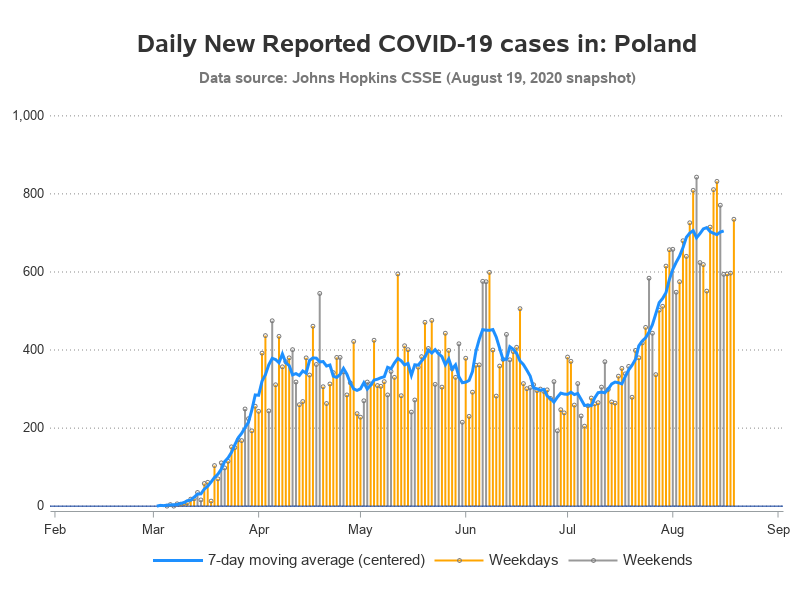 Daily New Reported COVID-19 cases in: Poland
Data source: Johns Hopkins CSSE (August 19, 2020 snapshot)
1,000
800
600
400
200
0
Feb Mar Apr May Jun Jul Aug Sep
7-day moving average (centered) Weekdays Weekends